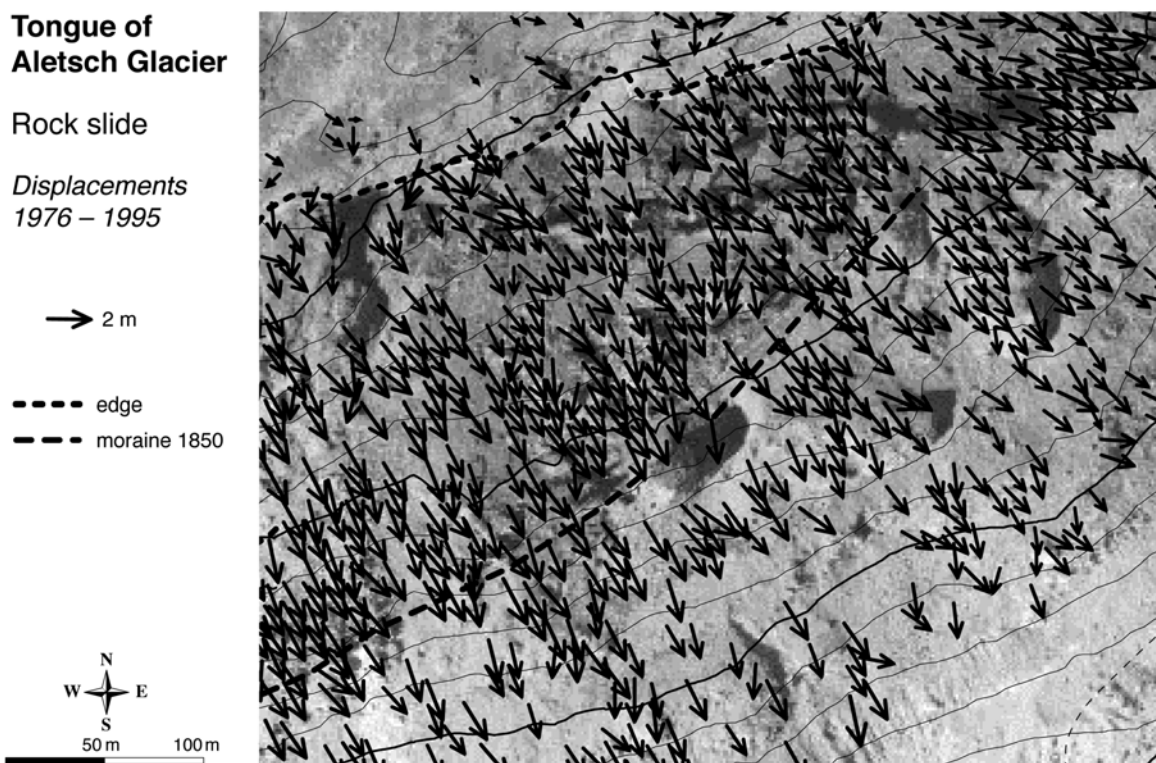 Tongue of
Aletsch Glacier
Rock slide
Displacements
1976 – 1995
2 m
edge
moraine 1850
N
W E
S
50 m 100 m